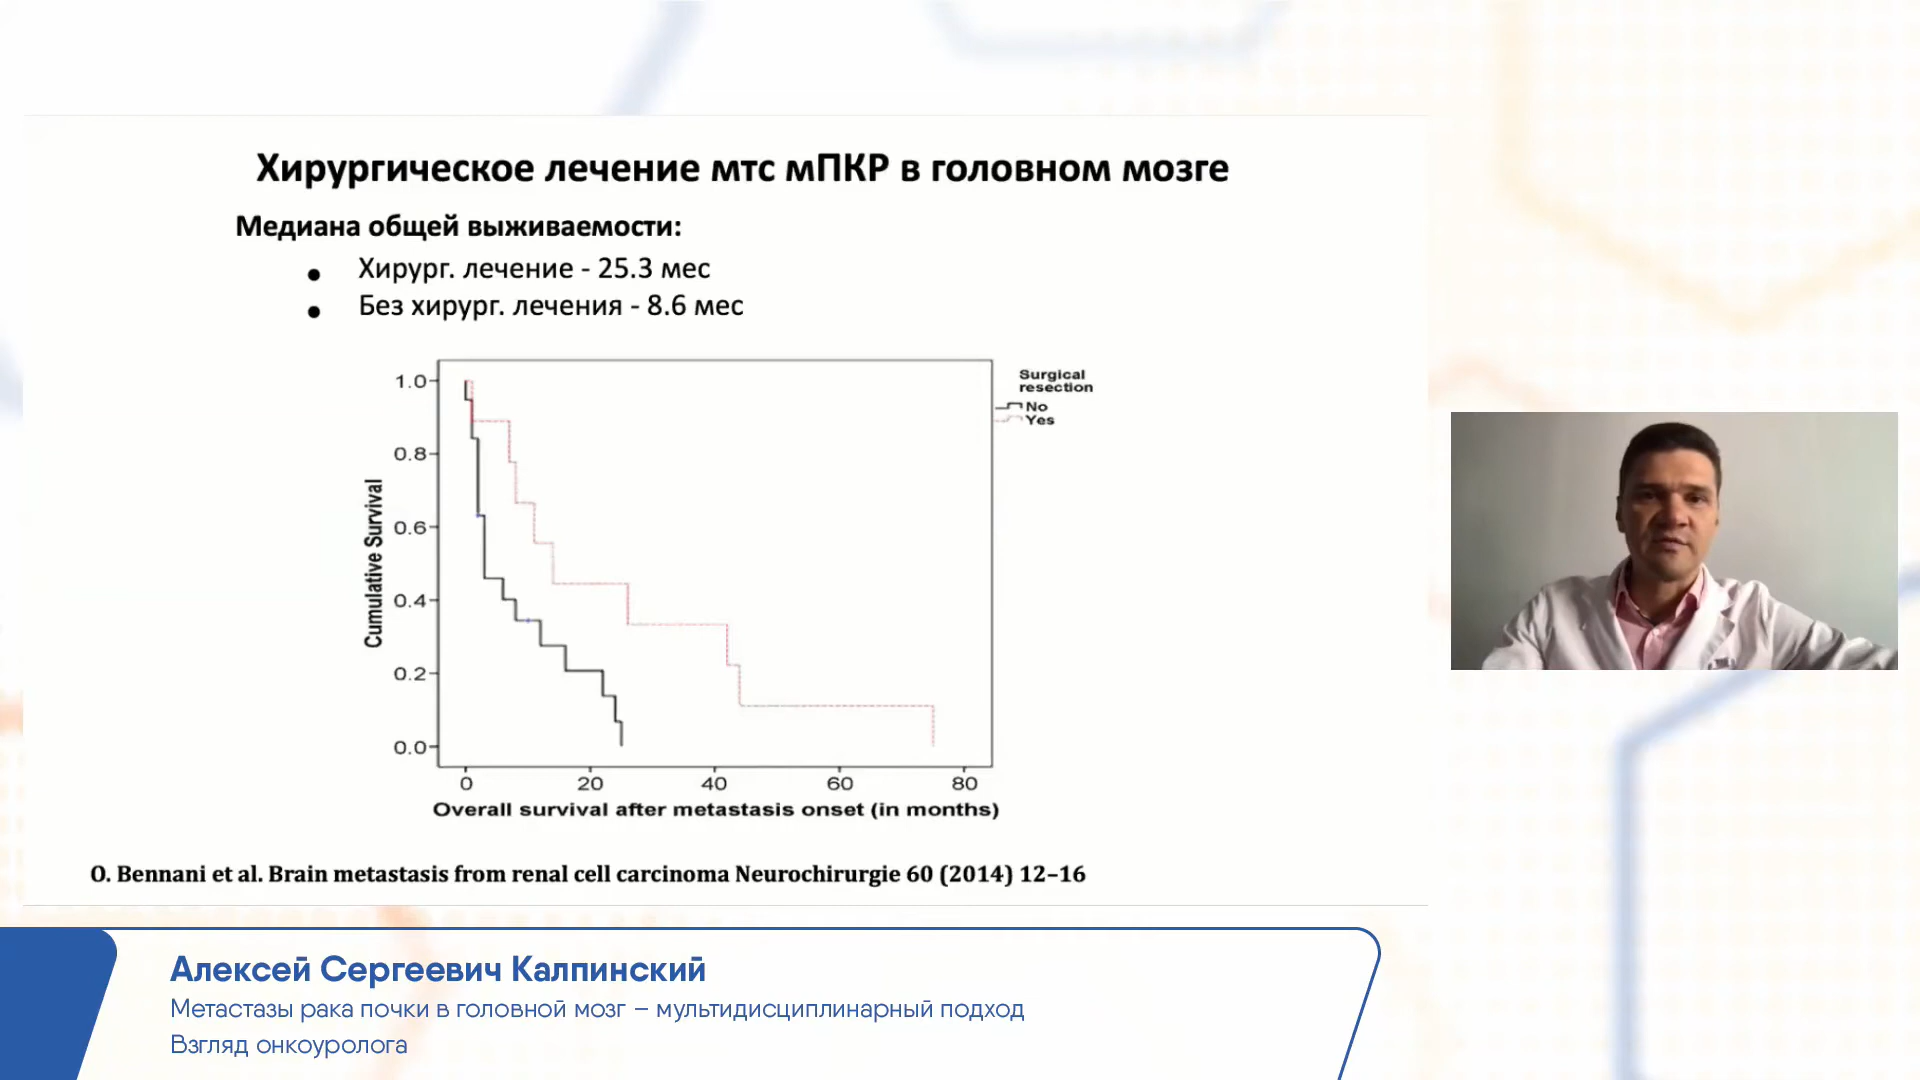 Хирургическое лечение мтс мПКР в головном мозге
Медиана общей выживаемости:
● Хирург. лечение - 25.3 мес
● Без хирург. лечения - 8.6 мес
Surgical
resection
No
Yes
Cumulative Survival
1.0
0.8
0.6
0.4
0.2
0.0
0 20 40 60 80
Overall survival after metastasis onset (in months)
O. Bennani et al. Brain metastasis from renal cell carcinoma Neurochirurgie 60 (2014) 12–16
Алексей Сергеевич Калпинский
Метастазы рака почки в головной мозг – мультидисциплинарный подход
Взгляд онкоуролога